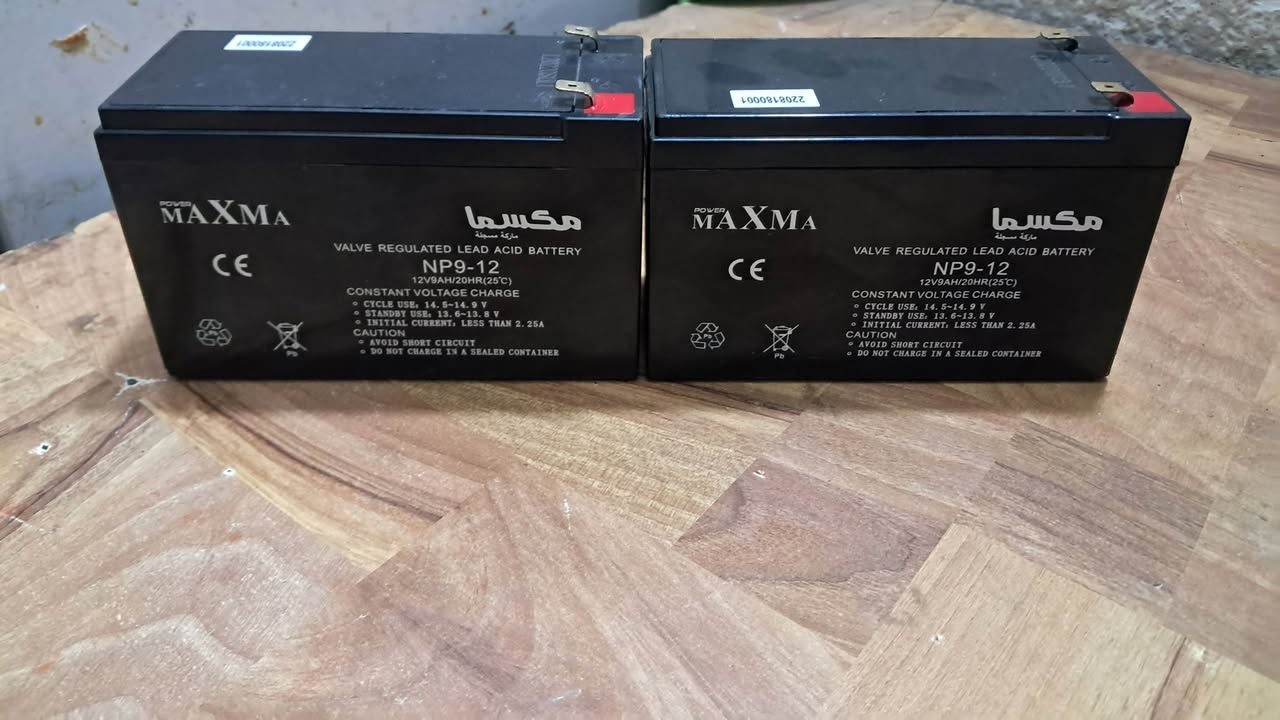 2208180001
POWER
MAXMA
مكسما
ماركة مسجلة
VALVE REGULATED LEAD ACID BATTERY
CE
NP9-12
12V9AH/20HR(25℃)
CONSTANT VOLTAGE CHARGE
CYCLE USE: 14.5~14.9 V
STANDBY USE: 13.6~13.8 V
INITIAL CURRENT: LESS THAN 2.25A
CAUTION
AVOID SHORT CIRCUIT
DO NOT CHARGE IN A SEALED CONTAINER
Pb
Pb
2208180001
POWER
MAXMA
مكسما
ماركة مسجلة
VALVE REGULATED LEAD ACID BATTERY
CE
NP9-12
12V9AH/20HR(25℃)
CONSTANT VOLTAGE CHARGE
CYCLE USE: 14.5~14.9 V
STANDBY USE: 13.6~13.8 V
INITIAL CURRENT: LESS THAN 2.25A
CAUTION
AVOID SHORT CIRCUIT
DO NOT CHARGE IN A SEALED CONTAINER
Pb
Pb